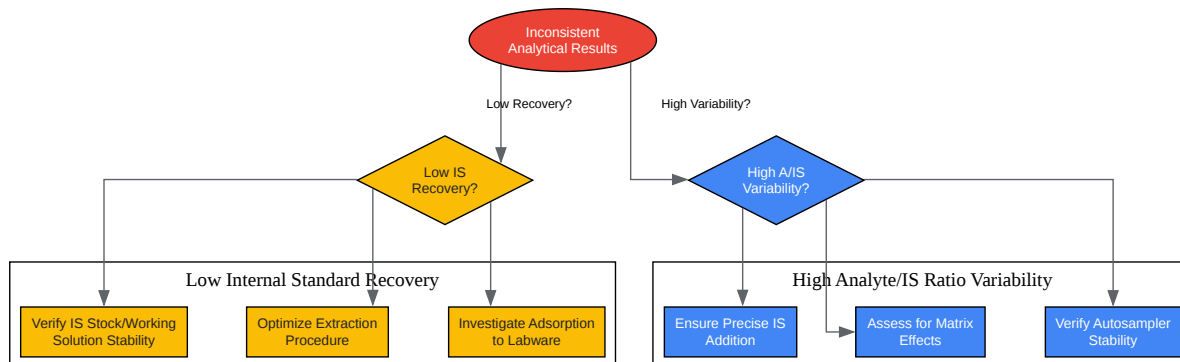 Inconsistent
Analytical Results
Low Recovery?
High Variability?
Low IS
Recovery?
High A/IS
Variability?
Low Internal Standard Recovery
High Analyte/IS Ratio Variability
Verify IS Stock/Working
Solution Stability
Optimize Extraction
Procedure
Investigate Adsorption
to Labware
Ensure Precise IS
Addition
Assess for Matrix
Effects
Verify Autosampler
Stability